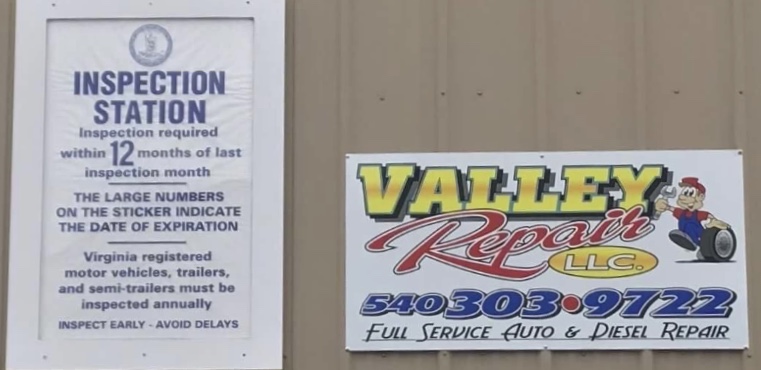 INSPECTION
STATION
Inspection required
within 12 months of last
inspection month
THE LARGE NUMBERS
ON THE STICKER INDICATE
THE DATE OF EXPIRATION
Virginia registered
motor vehicles, trailers,
and semi-trailers must be
inspected annually
INSPECT EARLY - AVOID DELAYS
VALLEY
Repair
LLC.
540 303•9722
FULL SERVICE AUTO & DIESEL REPAIR